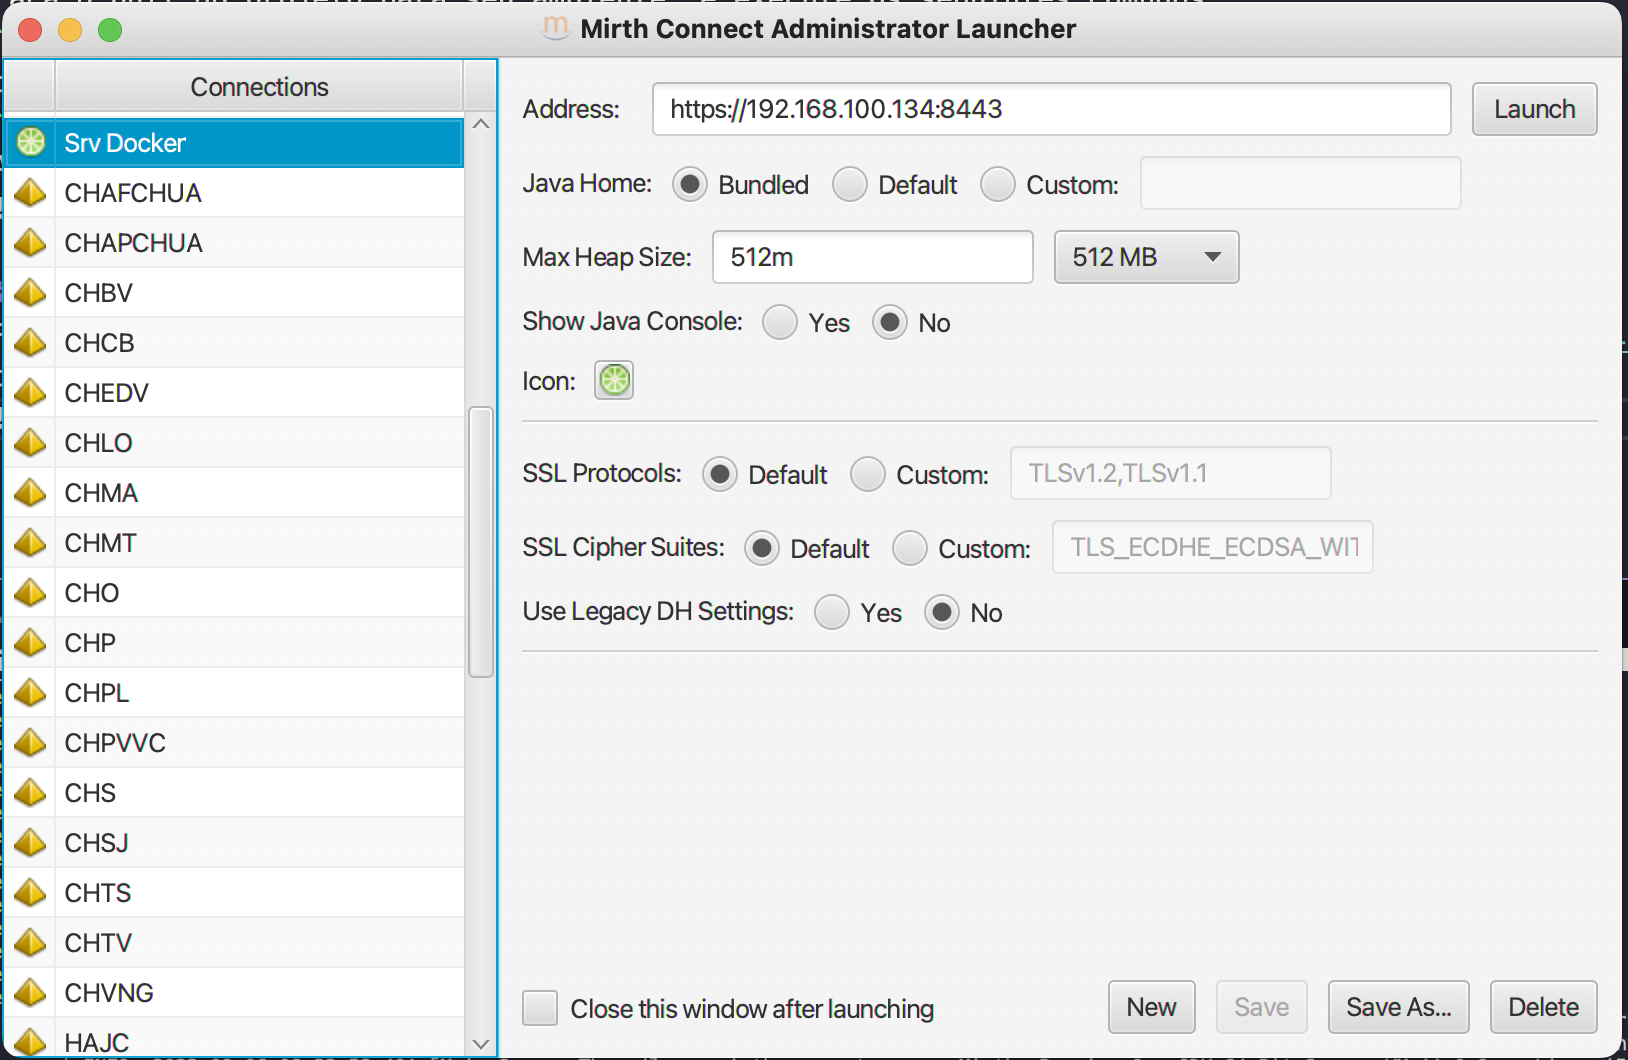 Mirth Connect Administrator Launcher
Connections
Srv Docker
CHAFCHUA
CHAPCHUA
CHBV
CHCB
CHEDV
CHLO
CHMA
CHMT
CHO
CHP
CHPL
CHPVVC
CHS
CHSJ
CHTS
CHTV
CHVNG
HAJC
Address: https://192.168.100.134:8443 Launch
Java Home: Bundled Default Custom:
Max Heap Size: 512m 512 MB
Show Java Console: Yes No
Icon:
SSL Protocols: Default Custom: TLSv1.2,TLSv1.1
SSL Cipher Suites: Default Custom: TLS_ECDHE_ECDSA_WIT
Use Legacy DH Settings: Yes No
Close this window after launching New Save Save As... Delete